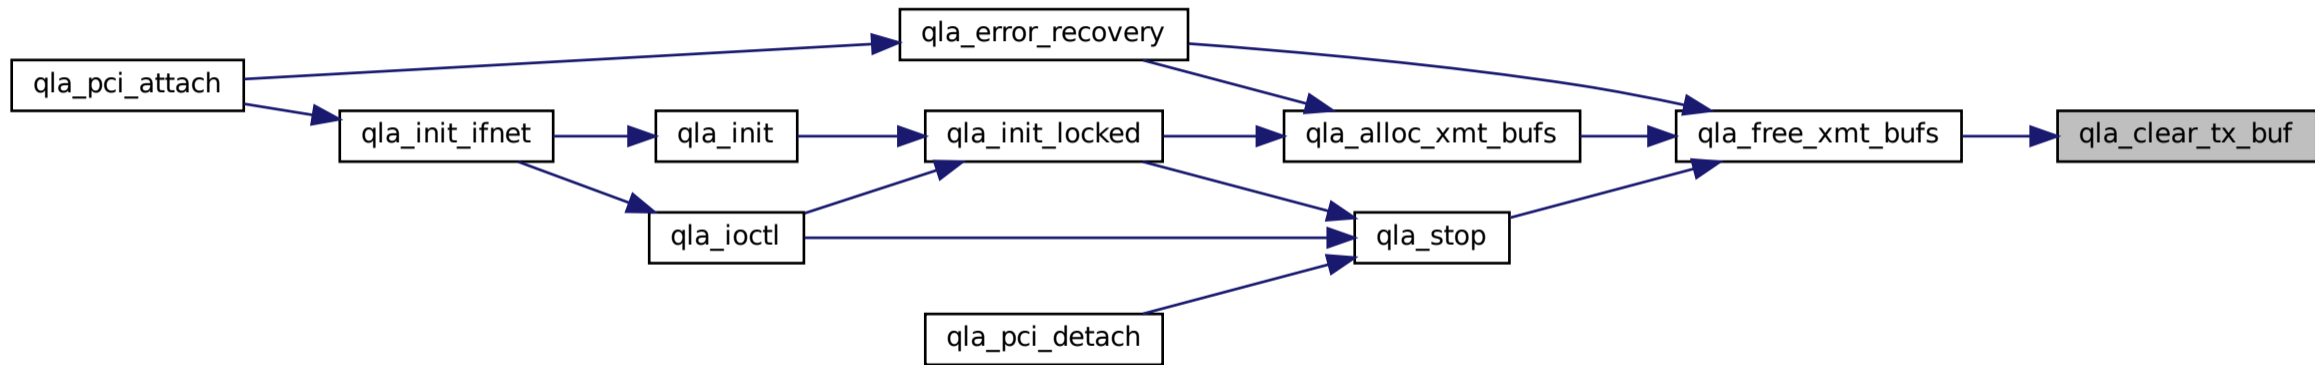 qla_error_recovery
qla_pci_attach
qla_init_ifnet
qla_init
qla_init_locked
qla_alloc_xmt_bufs
qla_free_xmt_bufs
qla_clear_tx_buf
qla_ioctl
qla_stop
qla_pci_detach